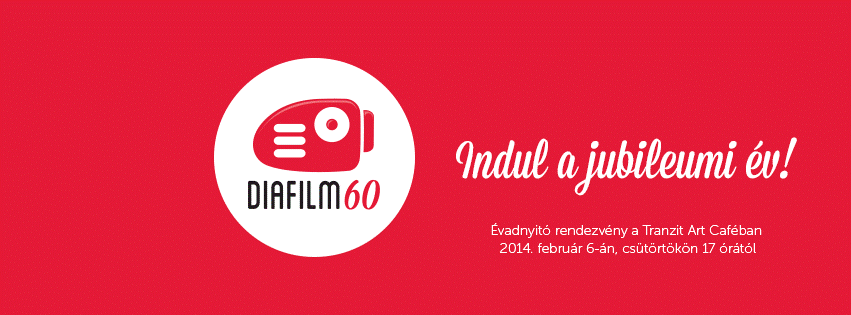 DIAFILM60
Indul a jubileumi év!
Évadnyitó rendezvény a Tranzit Art Caféban
2014. február 6-án, csütörtökön 17 órától